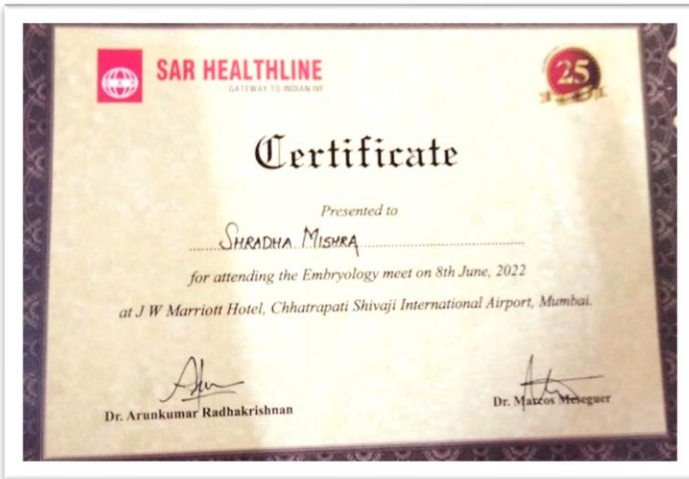 SAR HEALTHLINE
GATEWAY TO INDIAN IVF
25
Certificate
Presented to
SHRADHA MISHRA
for attending the Embryology meet on 8th June, 2022
at J W Marriott Hotel, Chhatrapati Shivaji International Airport, Mumbai.
Dr. Arunkumar Radhakrishnan
Dr. Marcos Meseguer